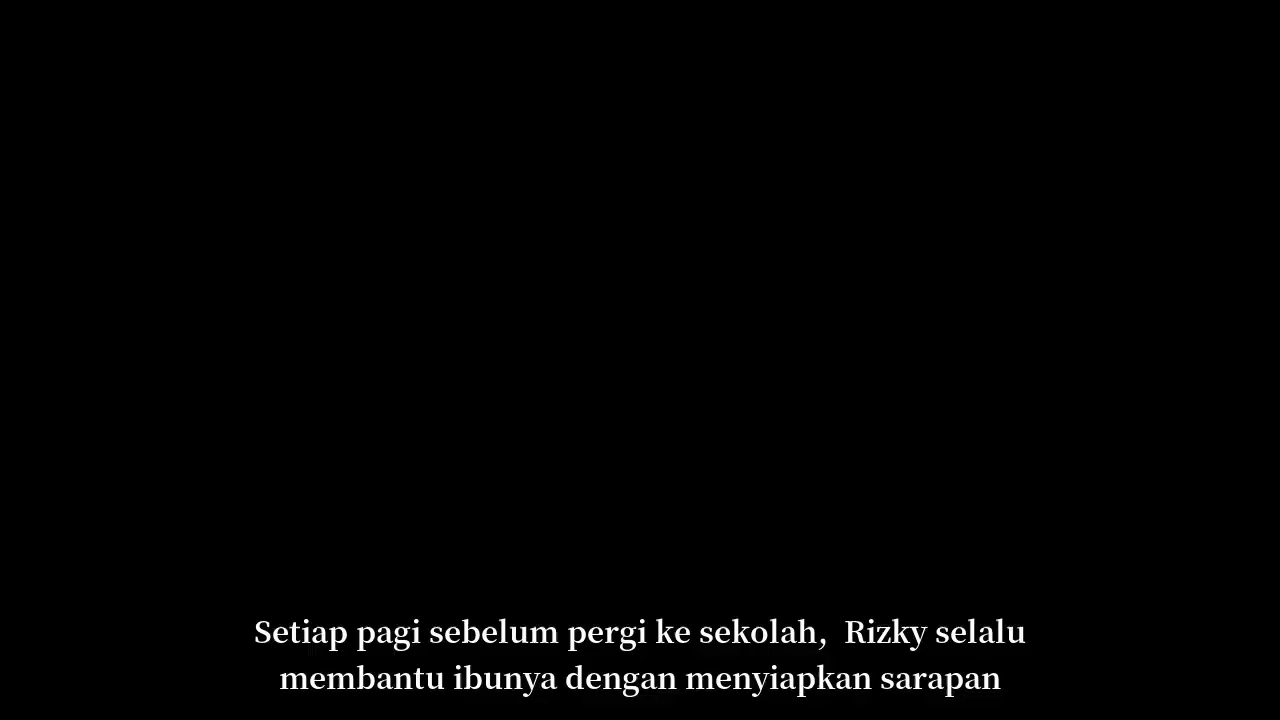 Setiap pagi sebelum pergi ke sekolah, Rizky selalu
membantu ibunya dengan menyiapkan sarapan